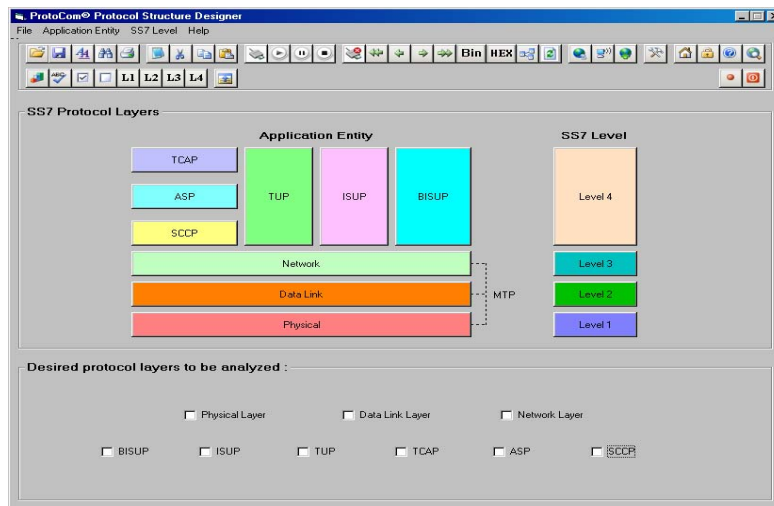 ProtoCom® Protocol Structure Designer
File Application Entity SS7 Level Help
Bin HEX
ABC L1 L2 L3 L4
SS7 Protocol Layers
Application Entity SS7 Level
TCAP
ASP TUP ISUP BISUP Level 4
SCCP
Network Level 3
Data Link MTP Level 2
Physical Level 1
Desired protocol layers to be analyzed :
Physical Layer Data Link Layer Network Layer
BISUP ISUP TUP TCAP ASP SCCP